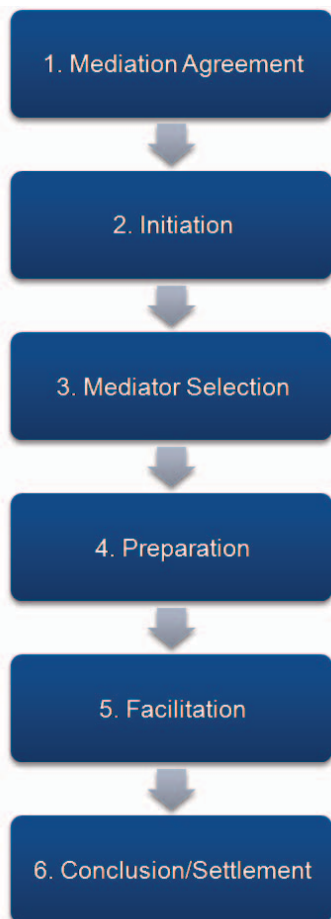 1. Mediation Agreement
2. Initiation
3. Mediator Selection
4. Preparation
5. Facilitation
6. Conclusion/Settlement